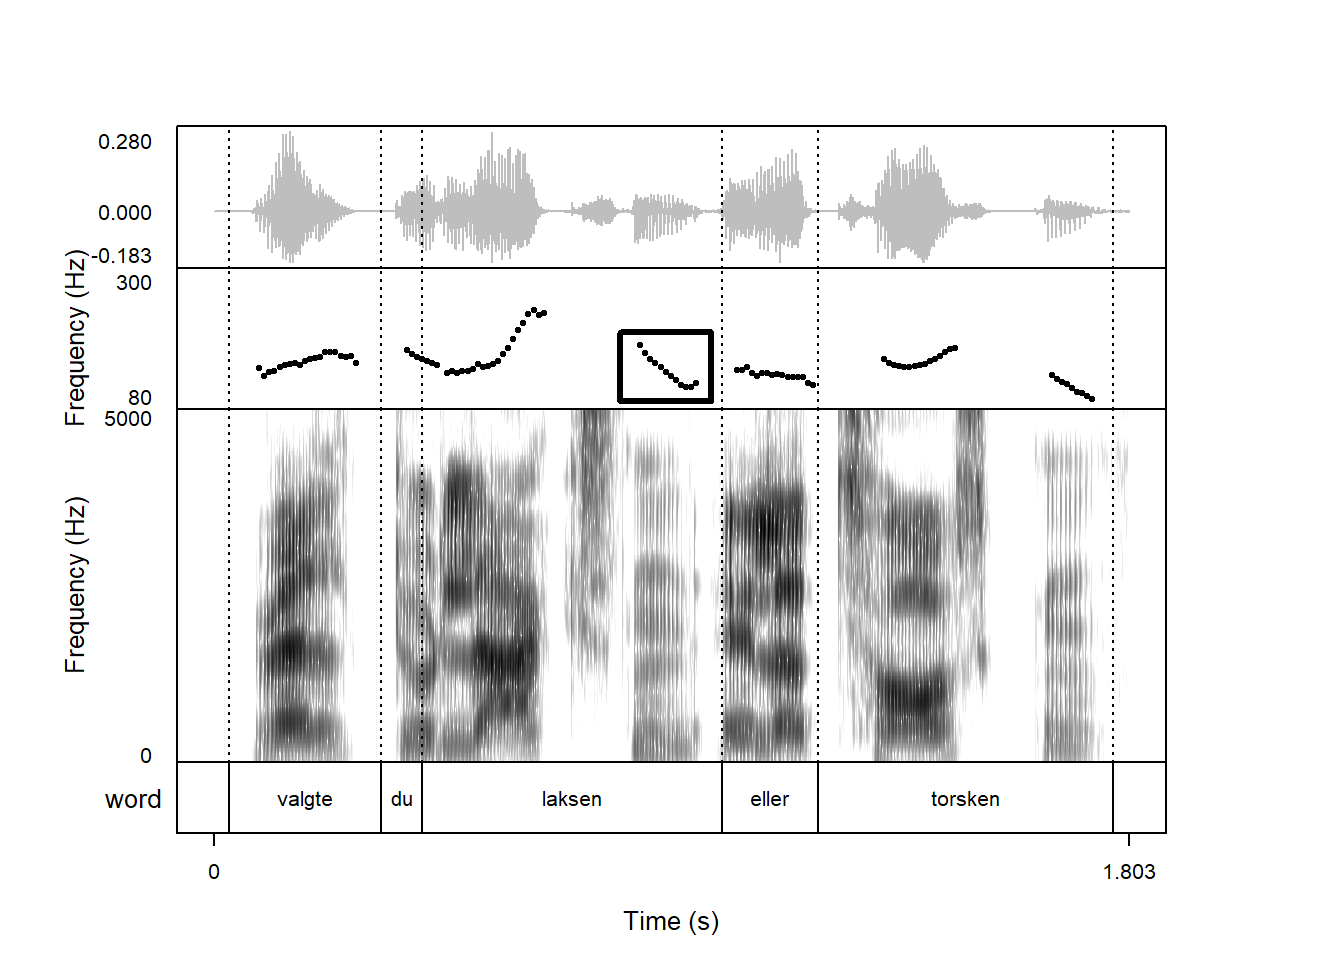 0.280
0.000
-0.183
Frequency (Hz)
300
80
Frequency (Hz)
5000
0
word
valgte du laksen eller torsken
0 1.803
Time (s)